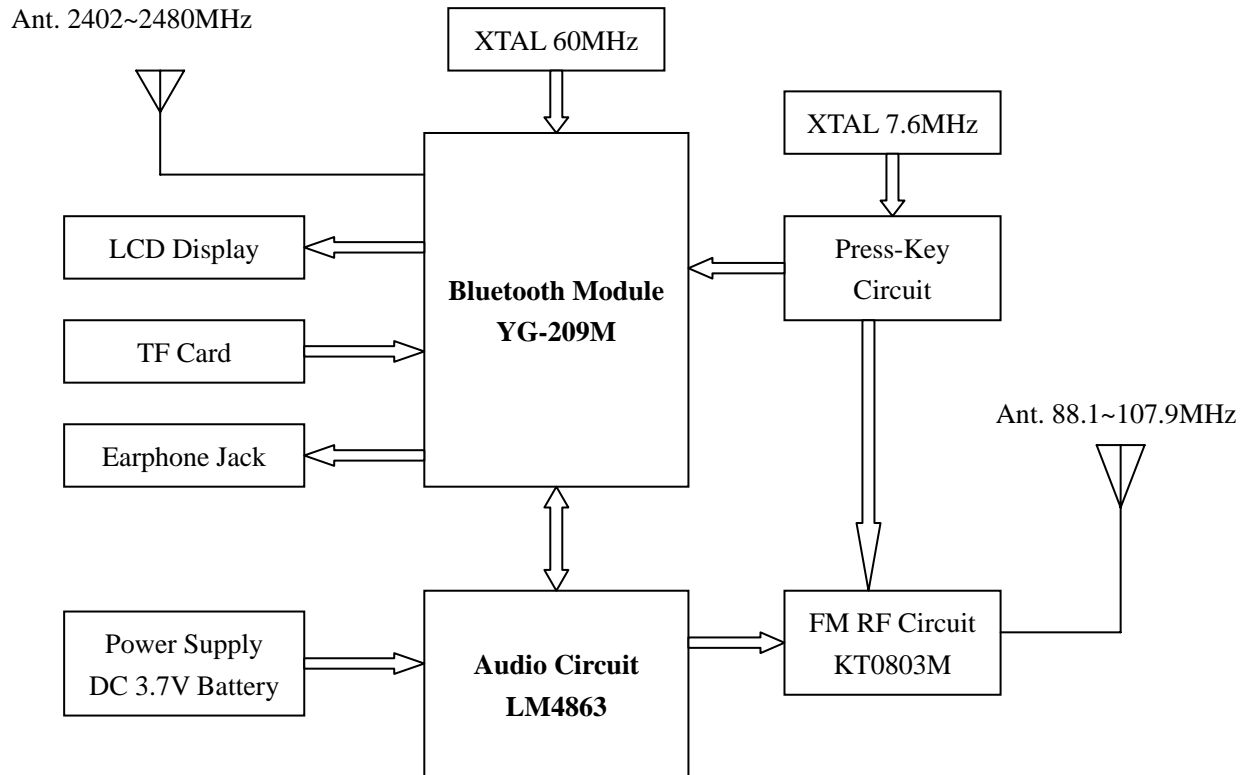 Ant. 2402~2480MHz
XTAL 60MHz
XTAL 7.6MHz
LCD Display
Press-Key
Circuit
Bluetooth Module
YG-209M
TF Card
Ant. 88.1~107.9MHz
Earphone Jack
Power Supply
DC 3.7V Battery
Audio Circuit
LM4863
FM RF Circuit
KT0803M